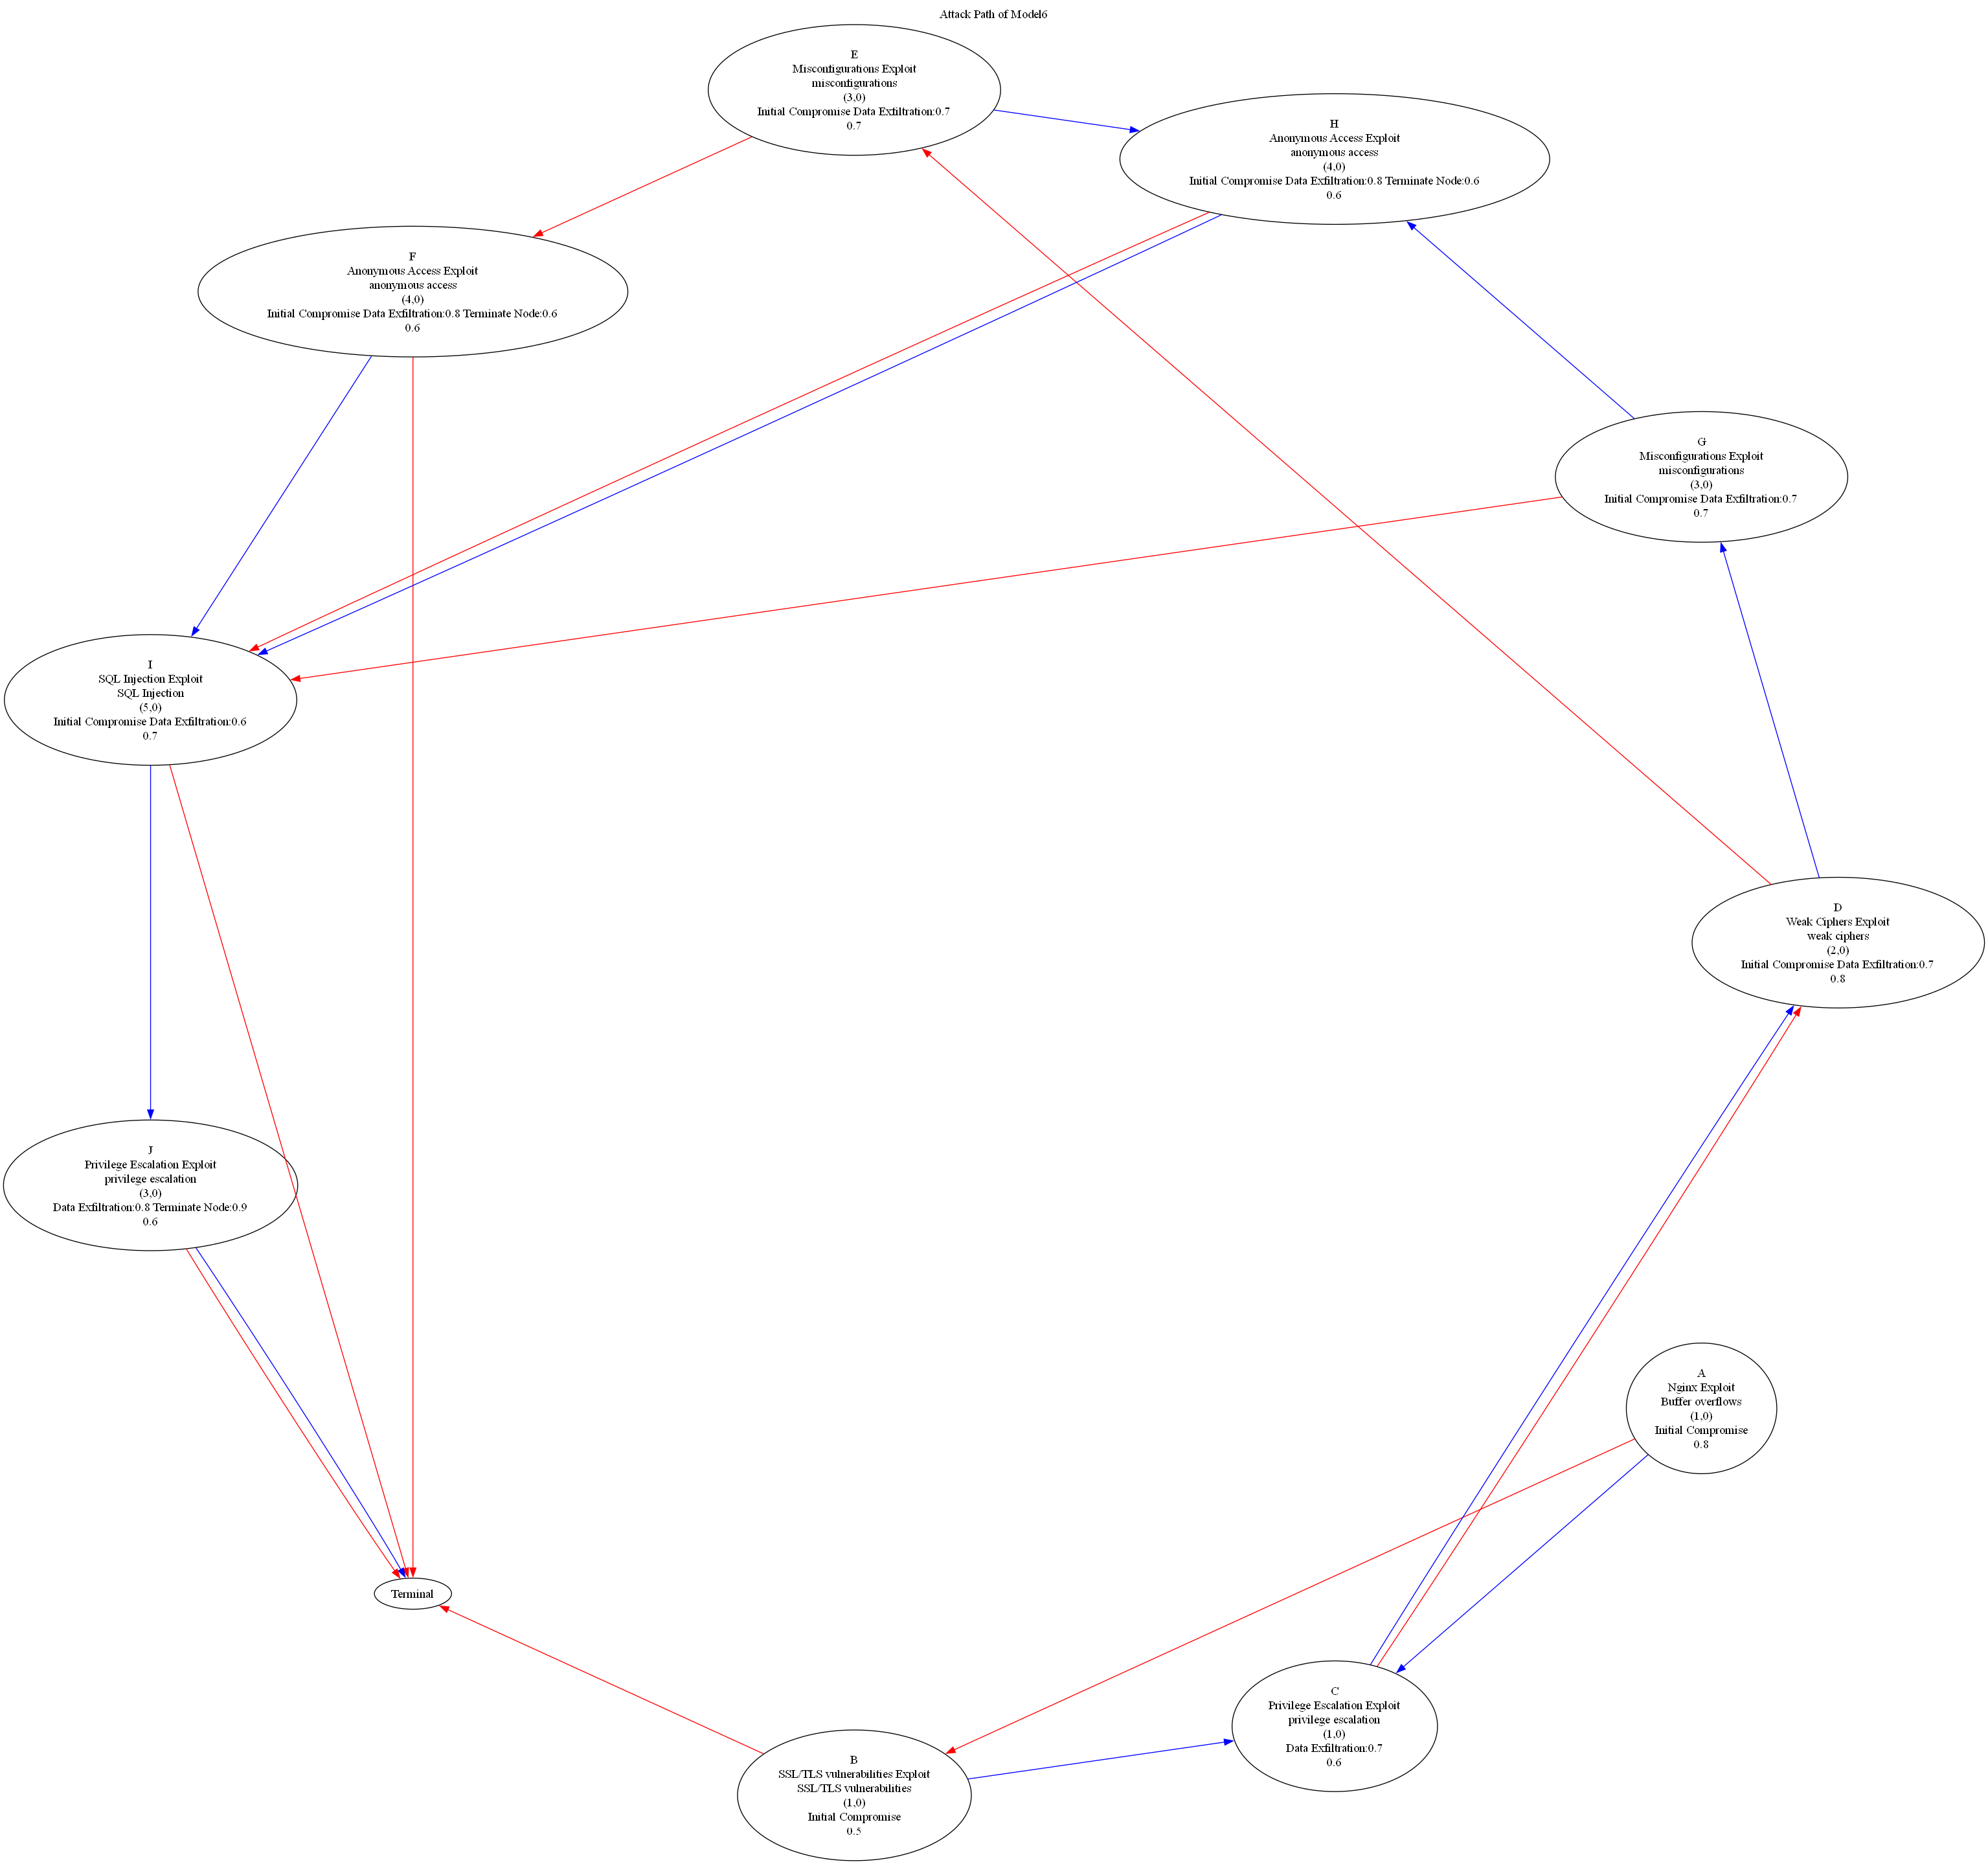 Attack Path of Model6
E
Misconfigurations Exploit
misconfigurations
(3,0)
Initial Compromise Data Exfiltration:0.7
0.7
H
Anonymous Access Exploit
anonymous access
(4,0)
Initial Compromise Data Exfiltration:0.8 Terminate Node:0.6
0.6
F
Anonymous Access Exploit
anonymous access
(4,0)
Initial Compromise Data Exfiltration:0.8 Terminate Node:0.6
0.6
G
Misconfigurations Exploit
misconfigurations
(3,0)
Initial Compromise Data Exfiltration:0.7
0.7
I
SQL Injection Exploit
SQL Injection
(5,0)
Initial Compromise Data Exfiltration:0.6
0.7
D
Weak Ciphers Exploit
weak ciphers
(2,0)
Initial Compromise Data Exfiltration:0.7
0.8
J
Privilege Escalation Exploit
privilege escalation
(3,0)
Data Exfiltration:0.8 Terminate Node:0.9
0.6
A
Nginx Exploit
Buffer overflows
(1,0)
Initial Compromise
0.8
Terminal
C
Privilege Escalation Exploit
privilege escalation
(1,0)
Data Exfiltration:0.7
0.6
B
SSL/TLS vulnerabilities Exploit
SSL/TLS vulnerabilities
(1,0)
Initial Compromise
0.5